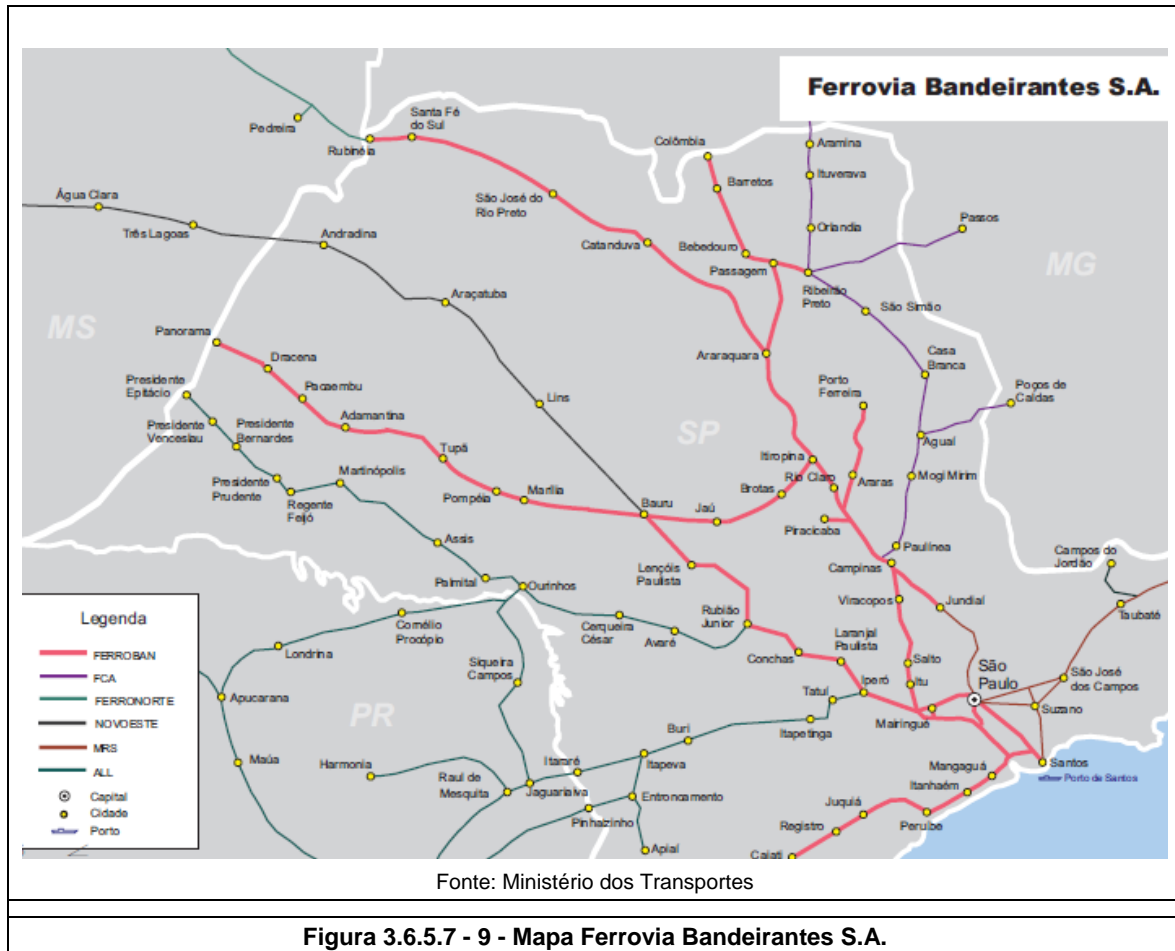 Ferrovia Bandeirantes S.A.
Pedreira
Santa Fé
do Sul
Rubinéia
Colômbia
Aramina
Ituverava
Barretos
Água Clara
São José do
Rio Preto
Três Lagoas
Andradina
Orlandia
Passos
Catanduva
Bebedouro
Passagem
MG
Ribeirão
Preto
Araçatuba
São Simão
MS
Panorama
Dracena
Araraquara
Casa
Branca
Presidente
Epitácio
Pacaembu
Porto
Ferreira
Poços de
Caldas
Lins
Adamantina
Presidente
Venceslau
Presidente
Bernardes
SP
Aguaí
Tupã
Itiropina
Martinópolis
Rio Claro
Araras
Mogi Mirim
Presidente
Prudente
Pompéia
Marília
Bauru
Brotas
Regente
Feijó
Jaú
Piracicaba
Assis
Paulínea
Campos do
Jordão
Lençóis
Paulista
Campinas
Palmital
Ourinhos
Viracopos
Jundiaí
Taubaté
Legenda
Cornélio
Procópio
Cerqueira
César
Avaré
Rubião
Junior
Laranjal
Paulista
FERROBAN
Londrina
Conchas
Salto
São
Paulo
São José
dos Campos
FCA
Siqueira
Campos
Iperó
Itu
FERRONORTE
Apucarana
Tatuí
Suzano
NOVOESTE
PR
Buri
Mairinque
MRS
Itapetinga
ALL
Maúa
Harmonia
Raul de
Mesquita
Itararé
Itapeva
Mangaguá
Santos
Porto de Santos
Capital
Jaguariaíva
Itanhaém
Cidade
Entroncamento
Juquiá
Porto
Pinhalzinho
Registro
Peruíbe
Apiaí
Cajati
Fonte: Ministério dos Transportes
Figura 3.6.5.7 - 9 - Mapa Ferrovia Bandeirantes S.A.